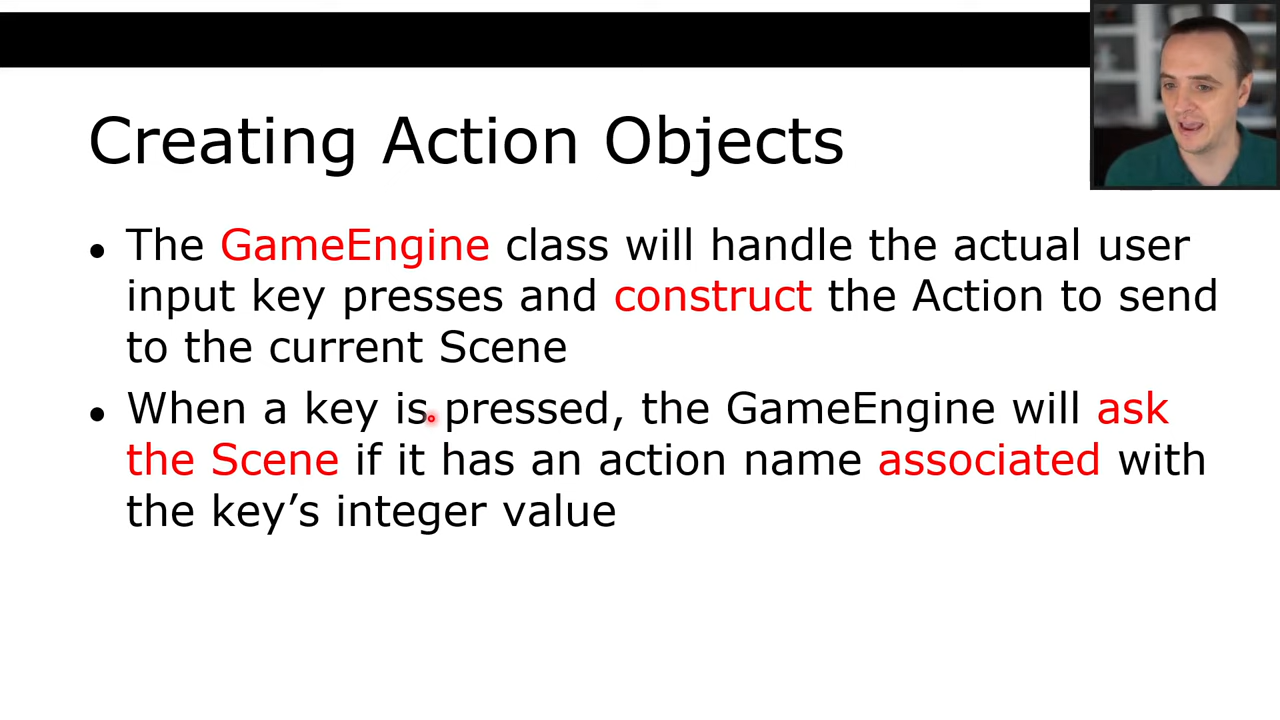 Creating Action Objects
• The GameEngine class will handle the actual user
input key presses and construct the Action to send
to the current Scene
• When a key is pressed, the GameEngine will ask
the Scene if it has an action name associated with
the key’s integer value